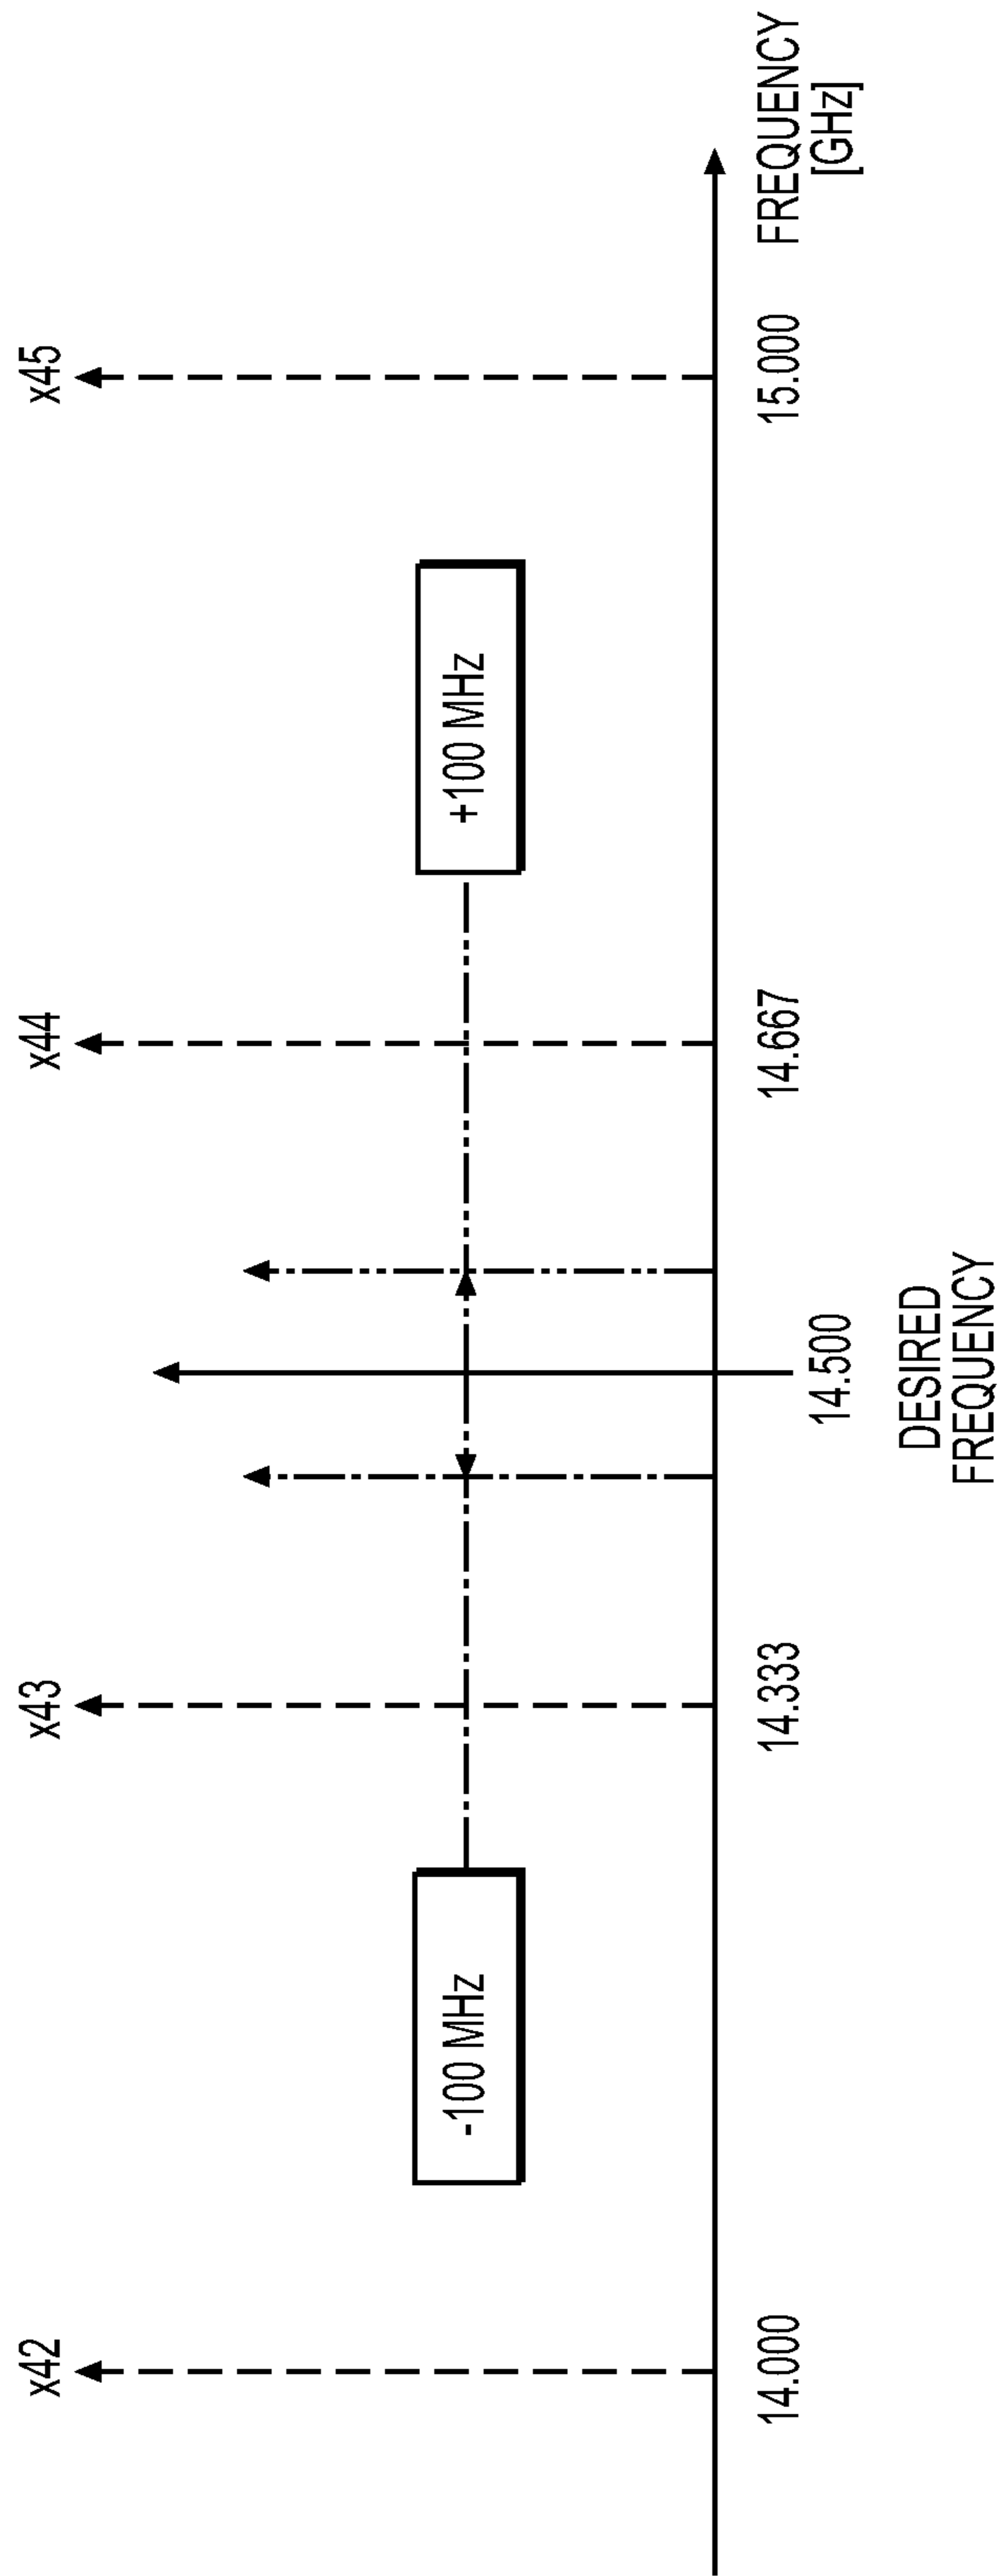 x42
x43
x44
x45
-100 MHz
+100 MHz
14.000
14.333
14.500
14.667
15.000
FREQUENCY
[GHz]
DESIRED
FREQUENCY